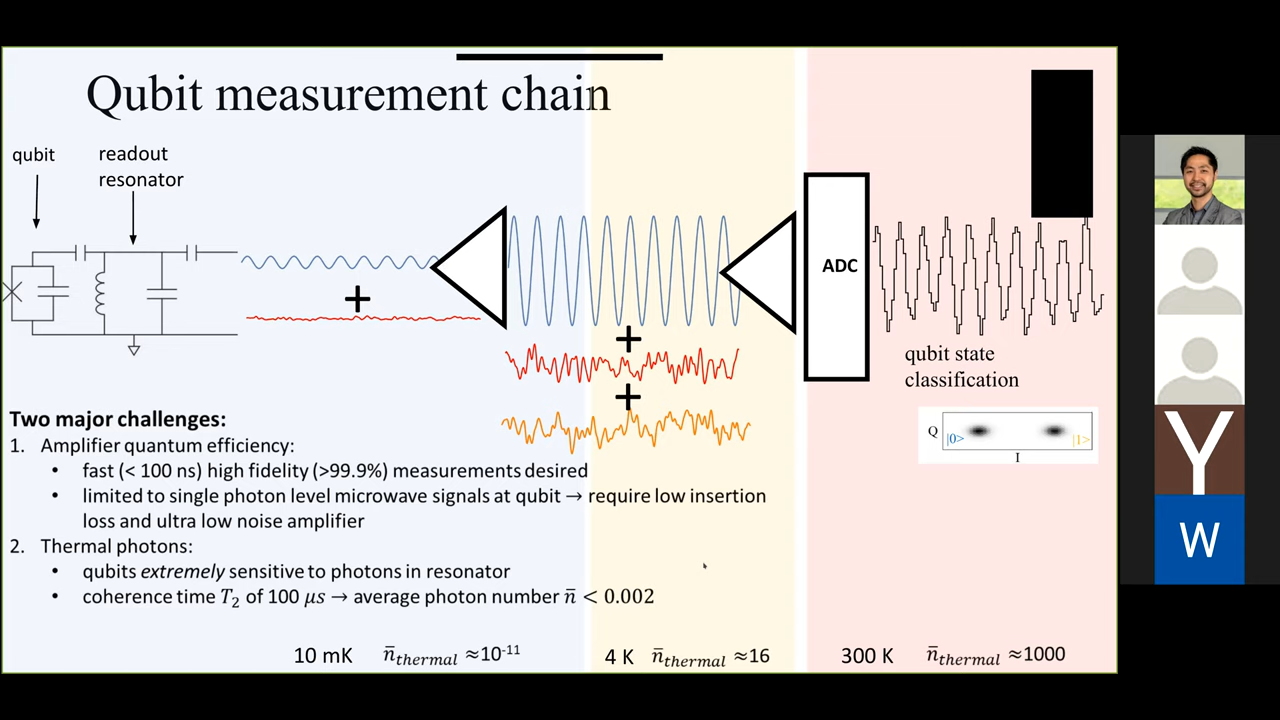 Qubit measurement chain
qubit
readout
resonator
+
+
+
ADC
qubit state
classification
Q
|0>
|1>
I
Two major challenges:
1. Amplifier quantum efficiency:
• fast (< 100 ns) high fidelity (>99.9%) measurements desired
• limited to single photon level microwave signals at qubit → require low insertion
loss and ultra low noise amplifier
2. Thermal photons:
• qubits extremely sensitive to photons in resonator
• coherence time T₂ of 100 μs → average photon number n̄ < 0.002
10 mK n̄thermal ≈10⁻¹¹
4 K n̄thermal ≈16
300 K n̄thermal ≈1000
Y
W